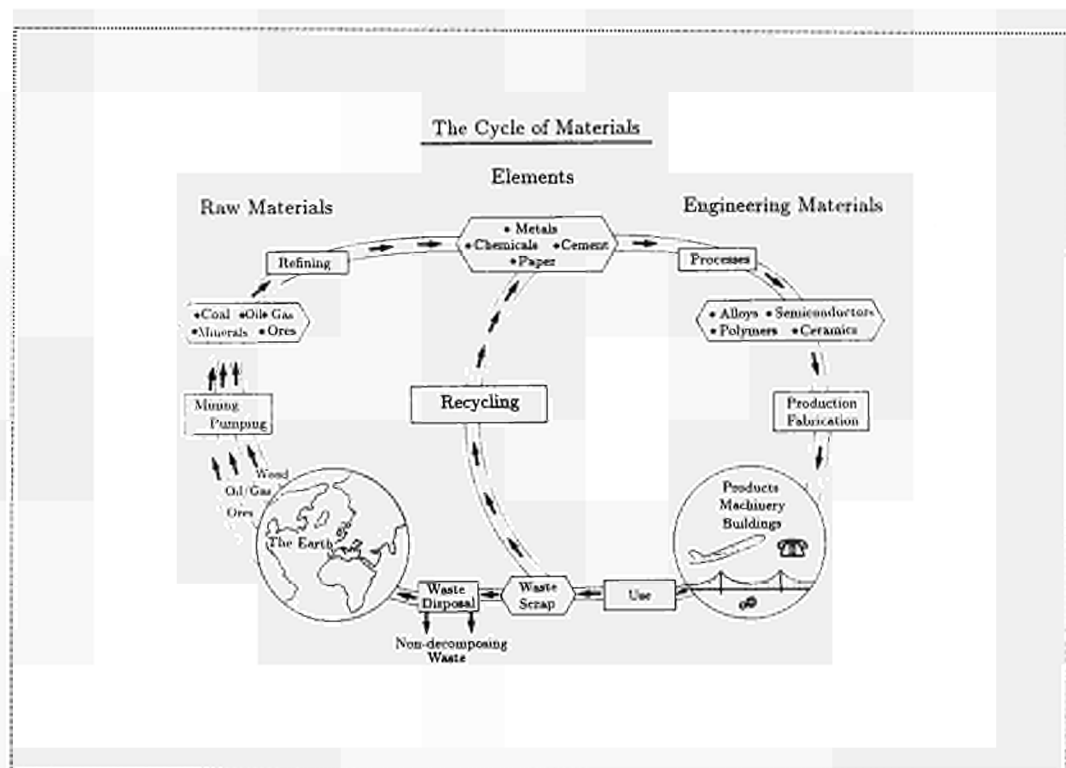 The Cycle of Materials
Elements
Raw Materials
Engineering Materials
• Metals
• Chemicals • Cement
• Paper
Refining
Processes
• Coal • Oil • Gas
• Minerals • Ores
• Alloys • Semiconductors
• Polymers • Ceramics
Recycling
Mining
Pumping
Production
Fabrication
Wood
Oil/Gas
Ores
The Earth
Products
Machinery
Buildings
Waste
Disposal
Waste
Scrap
Use
Non-decomposing
Waste